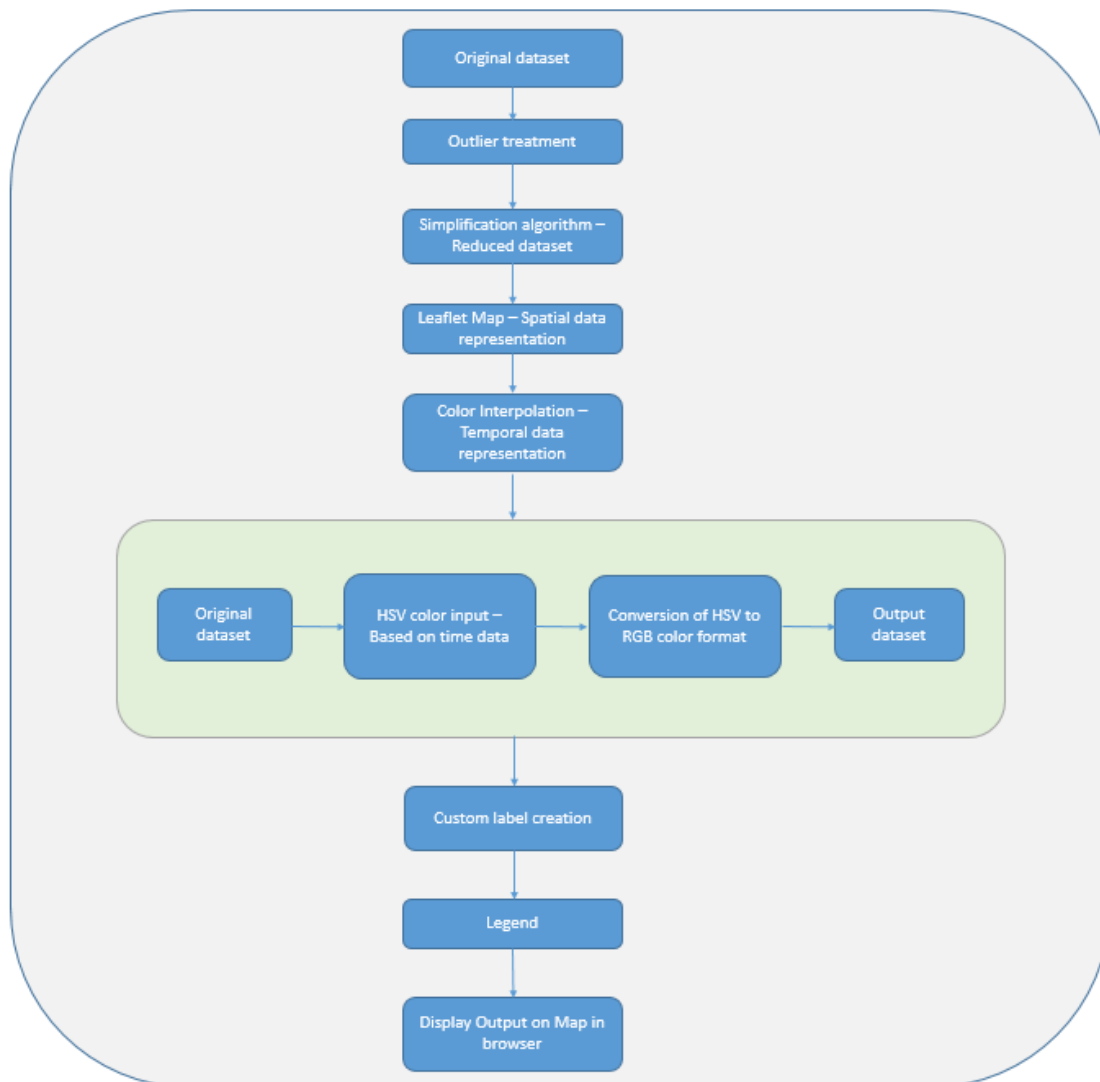 Original dataset
Outlier treatment
Simplification algorithm –
Reduced dataset
Leaflet Map – Spatial data
representation
Color Interpolation –
Temporal data
representation
Original
dataset
HSV color input –
Based on time data
Conversion of HSV to
RGB color format
Output
dataset
Custom label creation
Legend
Display Output on Map in
browser